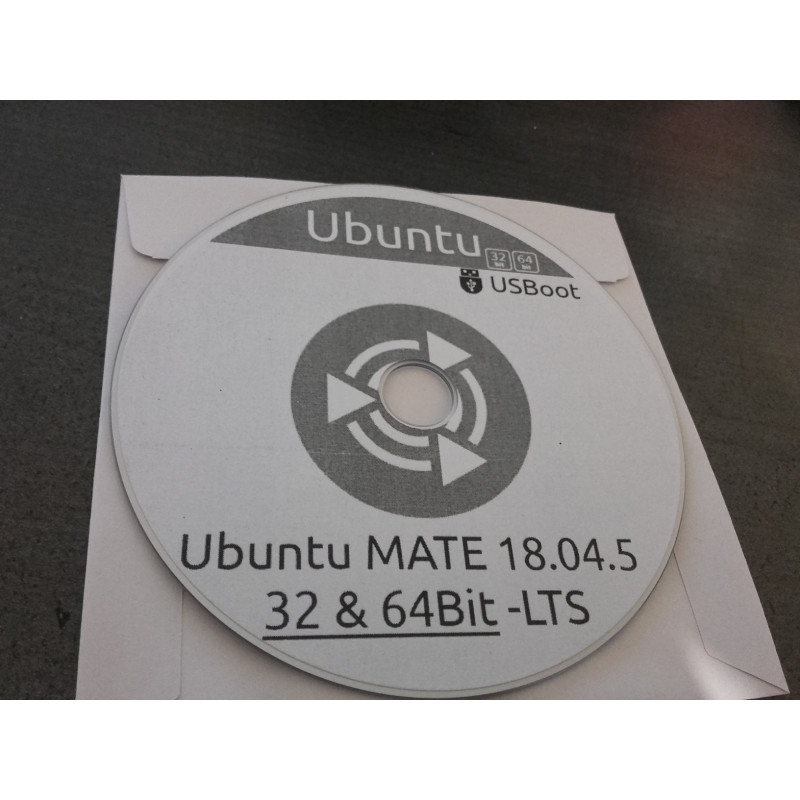 Ubuntu
32 Bit 64 Bit
USBoot
Ubuntu MATE 18.04.5
32 & 64Bit -LTS